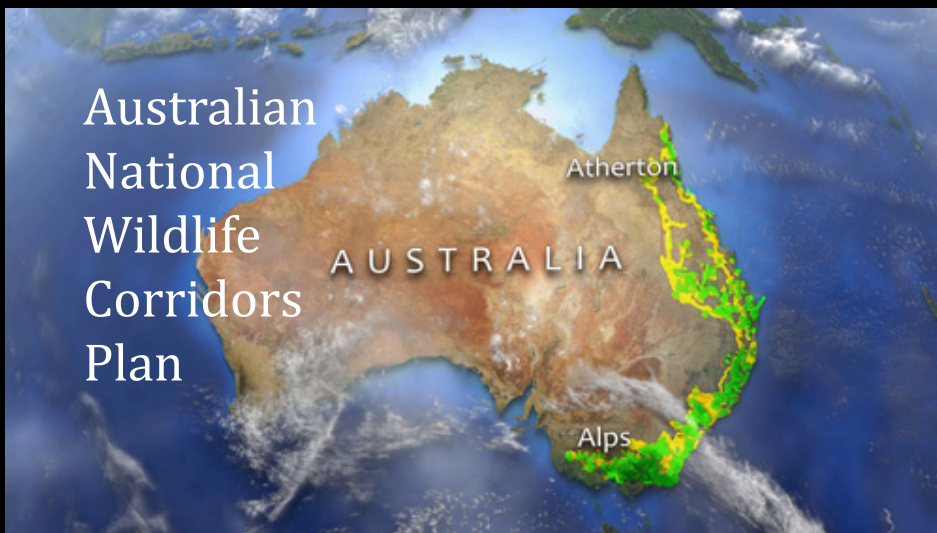 Australian
National
Wildlife
Corridors
Plan
Atherton
AUSTRALIA
Alps